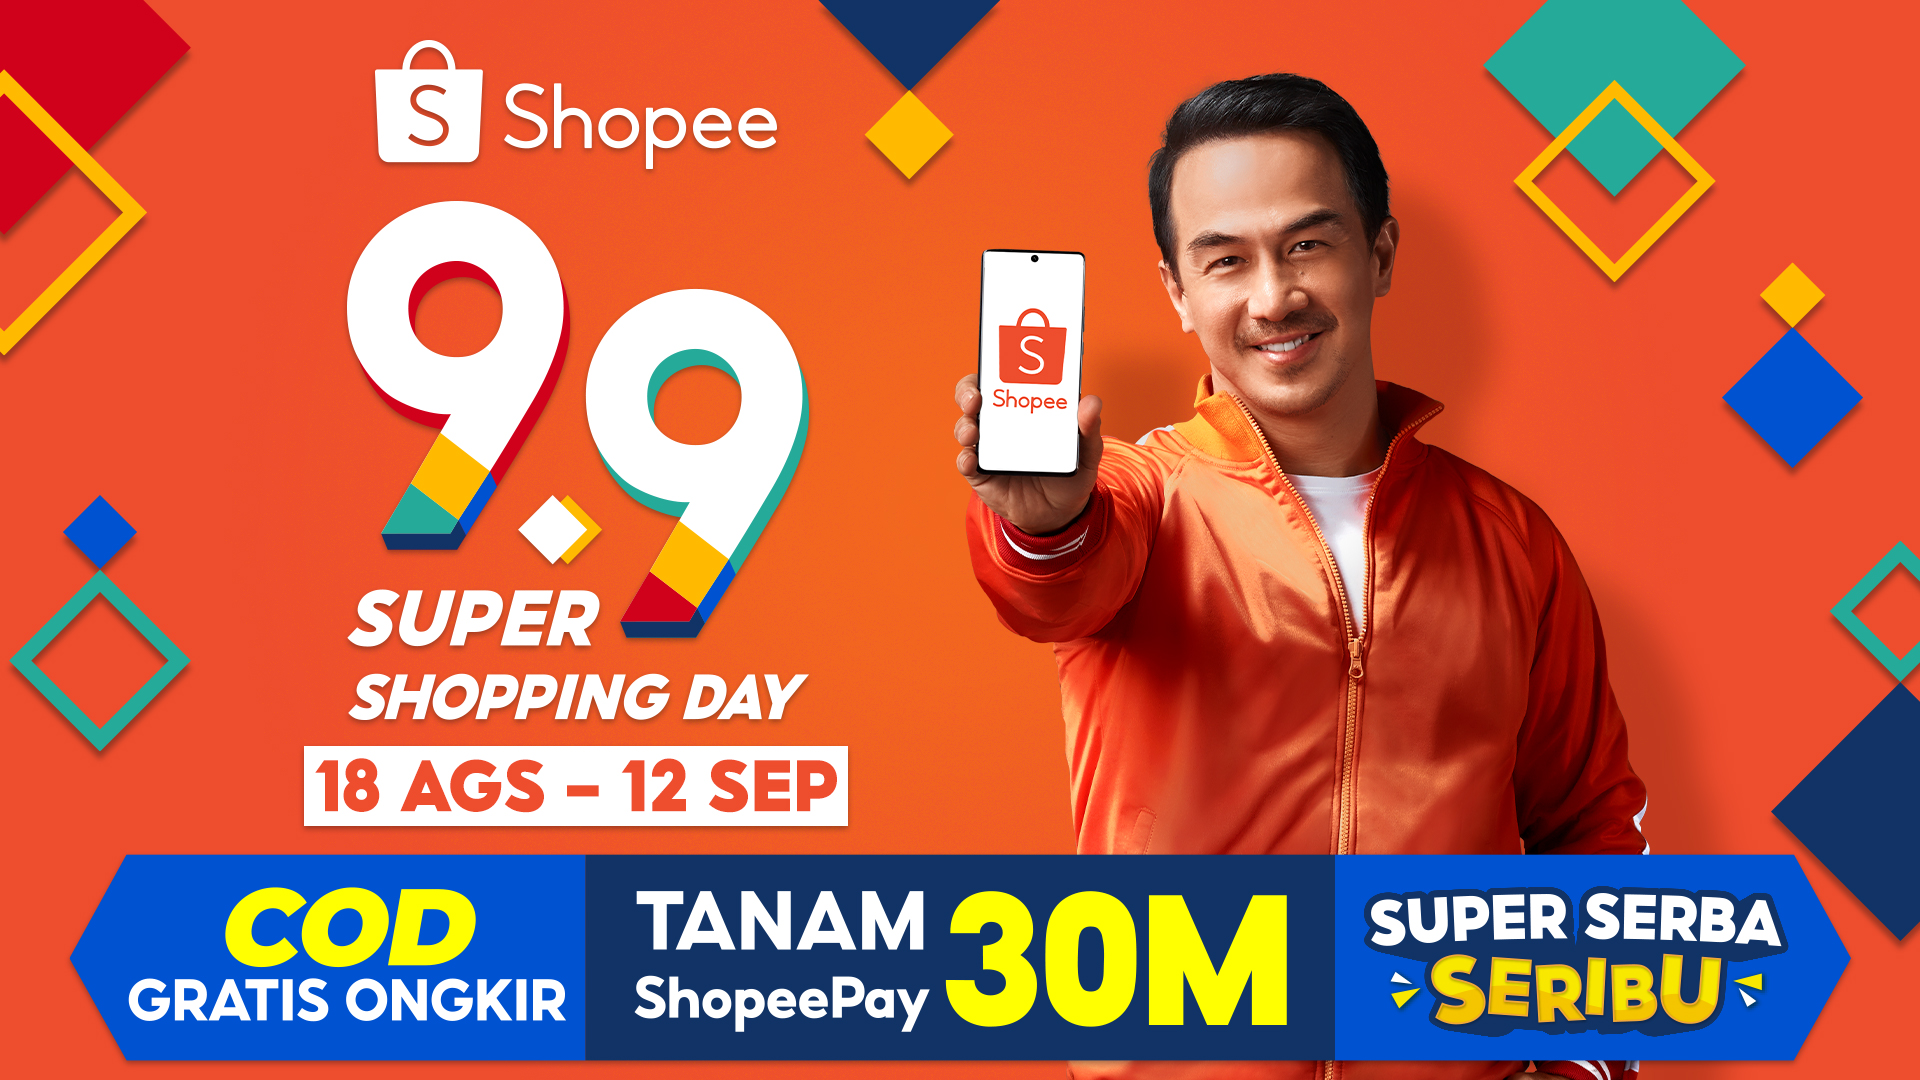 S Shopee
9.9
SUPER
SHOPPING DAY
18 AGS – 12 SEP
S
Shopee
COD
GRATIS ONGKIR
TANAM
ShopeePay
30M
SUPER SERBA
SERIBU